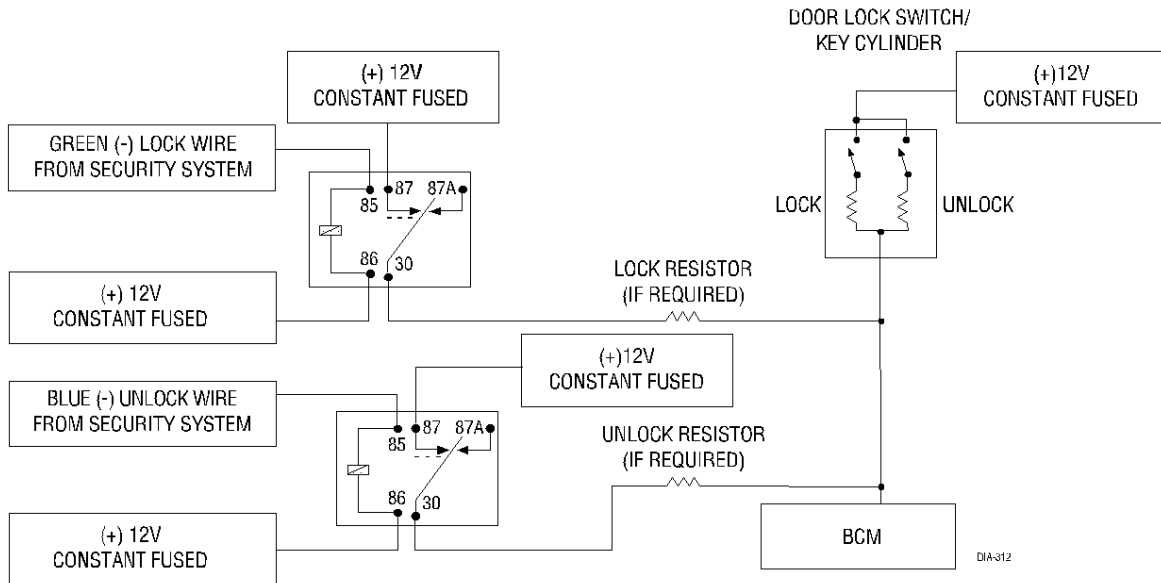 DOOR LOCK SWITCH/
KEY CYLINDER
(+) 12V
CONSTANT FUSED
(+)12V
CONSTANT FUSED
GREEN (-) LOCK WIRE
FROM SECURITY SYSTEM
87
87A
85
LOCK
UNLOCK
86
30
(+) 12V
CONSTANT FUSED
LOCK RESISTOR
(IF REQUIRED)
(+)12V
CONSTANT FUSED
BLUE (-) UNLOCK WIRE
FROM SECURITY SYSTEM
87
87A
85
UNLOCK RESISTOR
(IF REQUIRED)
86
30
(+) 12V
CONSTANT FUSED
BCM
DIA-312